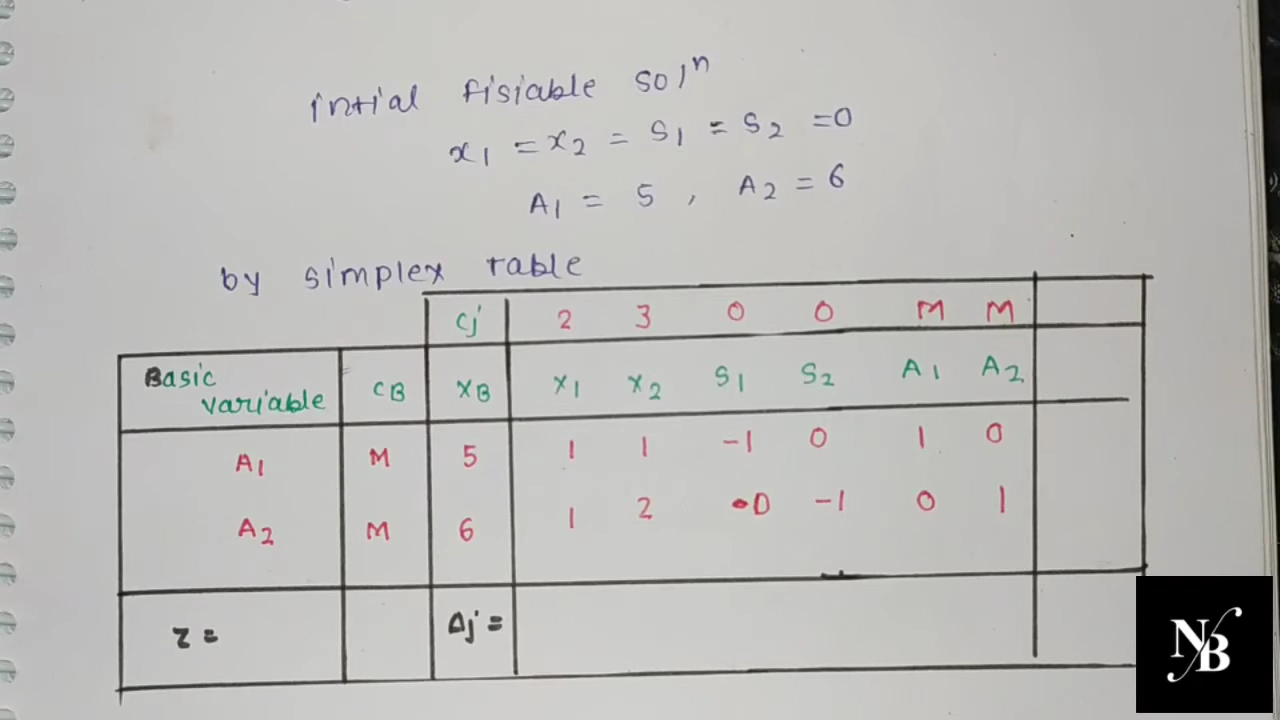 intial fisiable solⁿ
x₁ = x₂ = S₁ = S₂ = 0
A₁ = 5 , A₂ = 6
by simplex table
Cj 2 3 0 0 M M
Basic variable CB XB X₁ X₂ S₁ S₂ A₁ A₂
A₁ M 5 1 1 -1 0 1 0
A₂ M 6 1 2 0 -1 0 1
Z = Δj =
NB